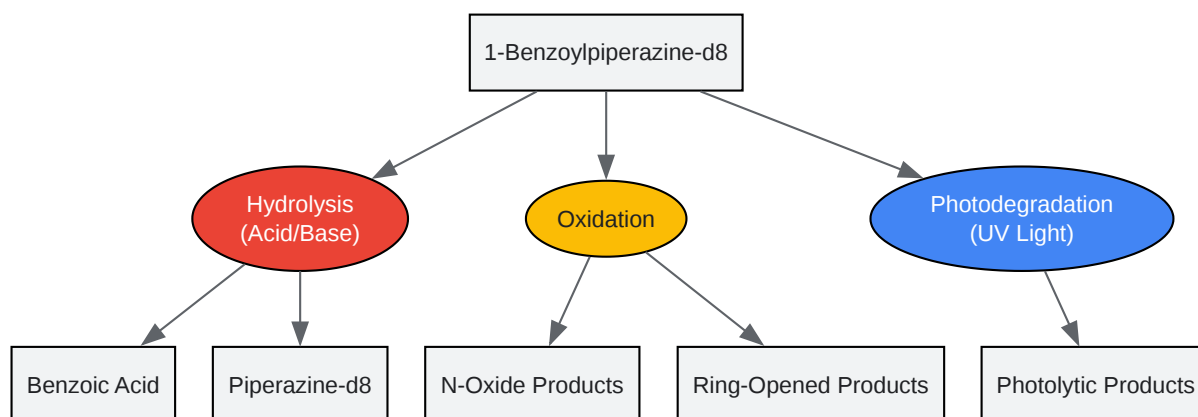 1-Benzoylpiperazine-d8
Hydrolysis
(Acid/Base)
Oxidation
Photodegradation
(UV Light)
Benzoic Acid
Piperazine-d8
N-Oxide Products
Ring-Opened Products
Photolytic Products